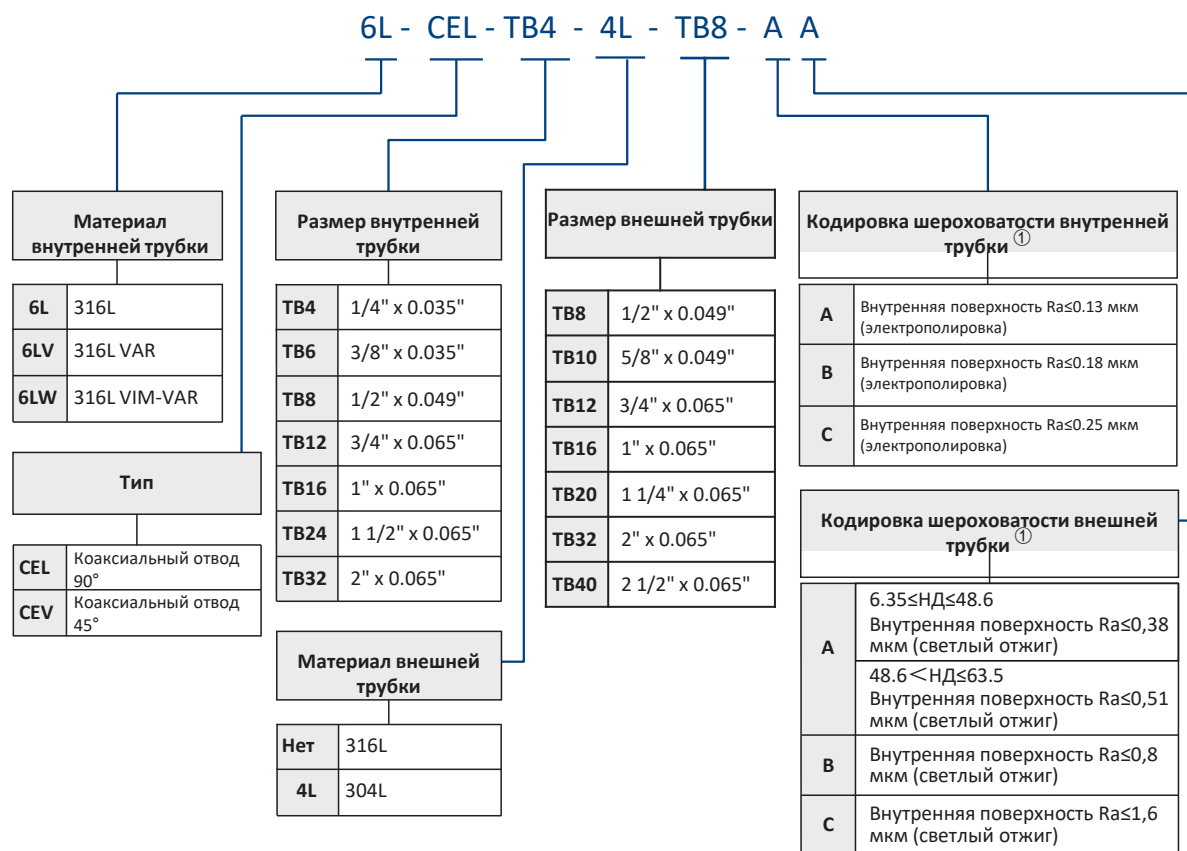 6L - CEL - TB4 - 4L - TB8 - A A
Материал
внутренней трубки
6L 316L
6LV 316L VAR
6LW 316L VIM-VAR
Тип
CEL Коаксиальный отвод
90°
CEV Коаксиальный отвод
45°
Размер внутренней
трубки
TB4 1/4" x 0.035"
TB6 3/8" x 0.035"
TB8 1/2" x 0.049"
TB12 3/4" x 0.065"
TB16 1" x 0.065"
TB24 1 1/2" x 0.065"
TB32 2" x 0.065"
Материал внешней
трубки
Нет 316L
4L 304L
Размер внешней трубки
TB8 1/2" x 0.049"
TB10 5/8" x 0.049"
TB12 3/4" x 0.065"
TB16 1" x 0.065"
TB20 1 1/4" x 0.065"
TB32 2" x 0.065"
TB40 2 1/2" x 0.065"
Кодировка шероховатости внутренней
трубки ①
A Внутренняя поверхность Ra≤0.13 мкм
(электрополировка)
B Внутренняя поверхность Ra≤0.18 мкм
(электрополировка)
C Внутренняя поверхность Ra≤0.25 мкм
(электрополировка)
Кодировка шероховатости внешней
трубки ①
A 6.35≤НД≤48.6
Внутренняя поверхность Ra≤0,38
мкм (светлый отжиг)
48.6＜НД≤63.5
Внутренняя поверхность Ra≤0,51
мкм (светлый отжиг)
B Внутренняя поверхность Ra≤0,8
мкм (светлый отжиг)
C Внутренняя поверхность Ra≤1,6
мкм (светлый отжиг)